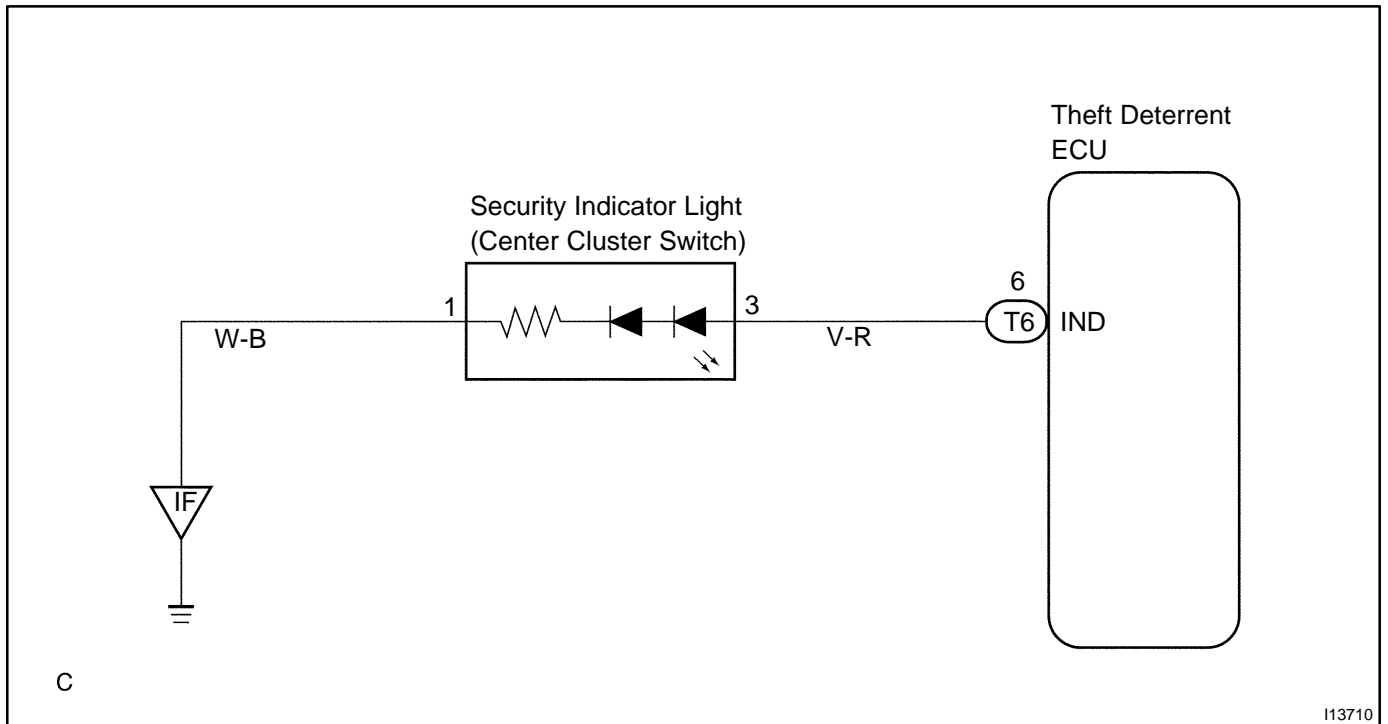 Theft Deterrent
ECU
Security Indicator Light
(Center Cluster Switch)
6
1
3
T6
IND
W-B
V-R
IF
C
I13710